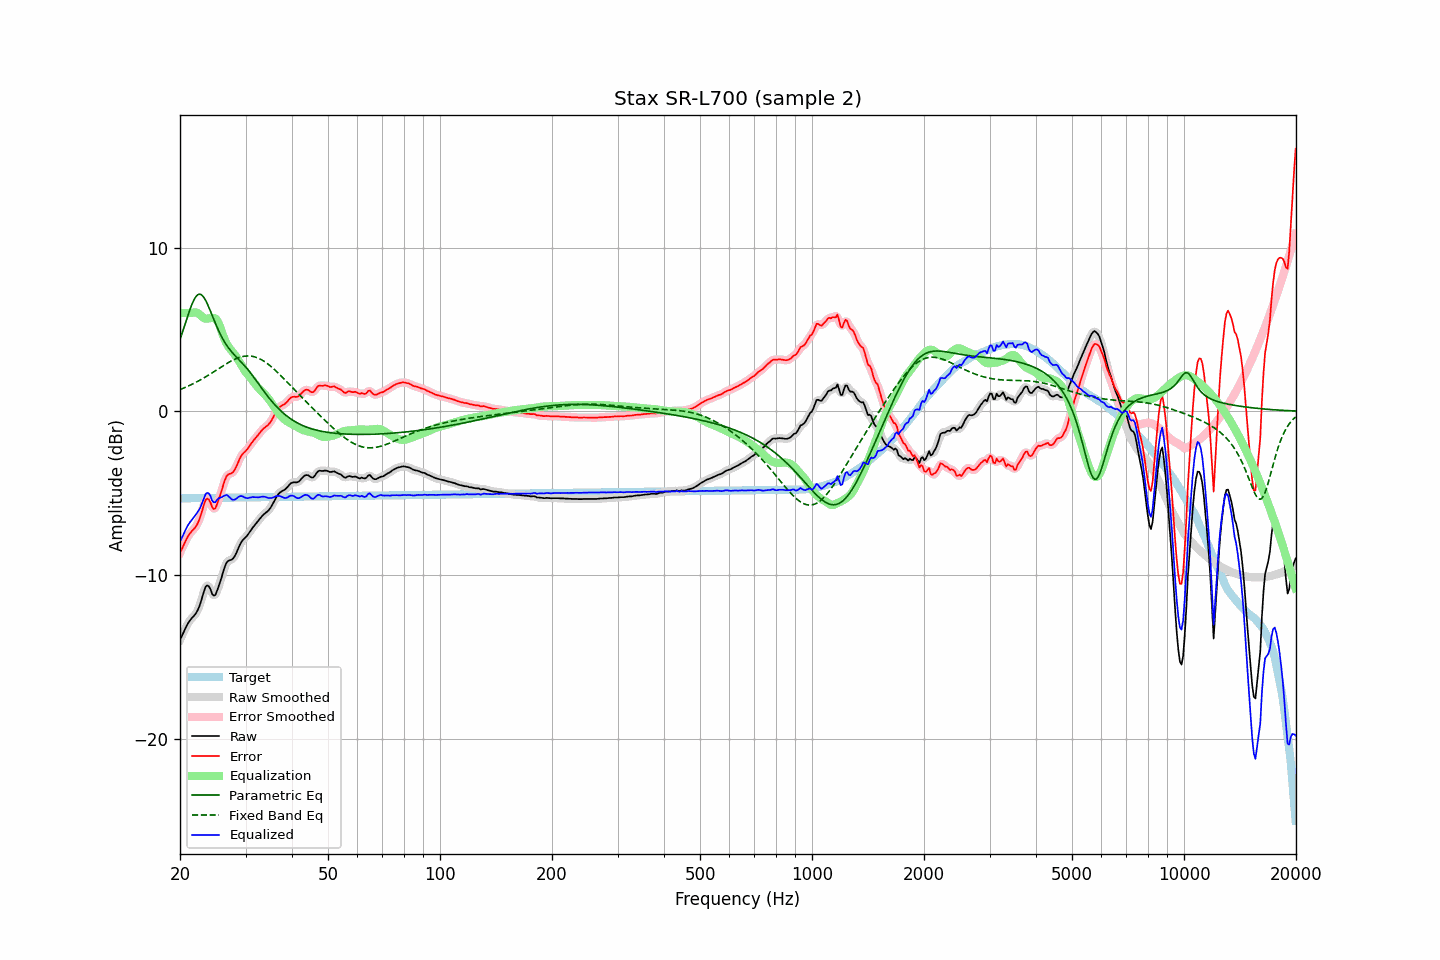 Stax SR-L700 (sample 2)
Amplitude (dBr)
10
0
−10
−20
Target
Raw Smoothed
Error Smoothed
Raw
Error
Equalization
Parametric Eq
Fixed Band Eq
Equalized
20 50 100 200 500 1000 2000 5000 10000 20000
Frequency (Hz)